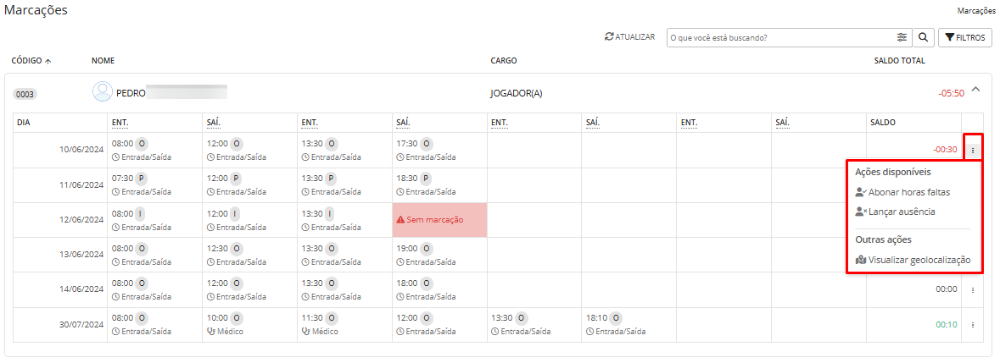 Marcações
Marcações
ATUALIZAR
O que você está buscando?
FILTROS
CÓDIGO NOME CARGO SALDO TOTAL
0003 PEDRO JOGADOR(A) -05:50
DIA ENT. SAÍ. ENT. SAÍ. ENT. SAÍ. ENT. SAÍ. SALDO
10/06/2024 08:00 O 12:00 O 13:30 O 17:30 O -00:30
Entrada/Saída Entrada/Saída Entrada/Saída Entrada/Saída
11/06/2024 07:30 P 12:00 P 13:30 P 18:30 P
Entrada/Saída Entrada/Saída Entrada/Saída Entrada/Saída
12/06/2024 08:00 I 12:00 I 13:30 I Sem marcação
Entrada/Saída Entrada/Saída Entrada/Saída
13/06/2024 08:00 O 12:30 O 13:30 O 19:00 O
Entrada/Saída Entrada/Saída Entrada/Saída Entrada/Saída
14/06/2024 08:00 O 12:00 O 13:30 O 18:00 O 00:00
Entrada/Saída Entrada/Saída Entrada/Saída Entrada/Saída
30/07/2024 08:00 O 10:00 O 11:30 O 12:00 O 13:30 O 18:10 O 00:10
Entrada/Saída Médico Médico Entrada/Saída Entrada/Saída Entrada/Saída
Ações disponíveis
Abonar horas faltas
Lançar ausência
Outras ações
Visualizar geolocalização